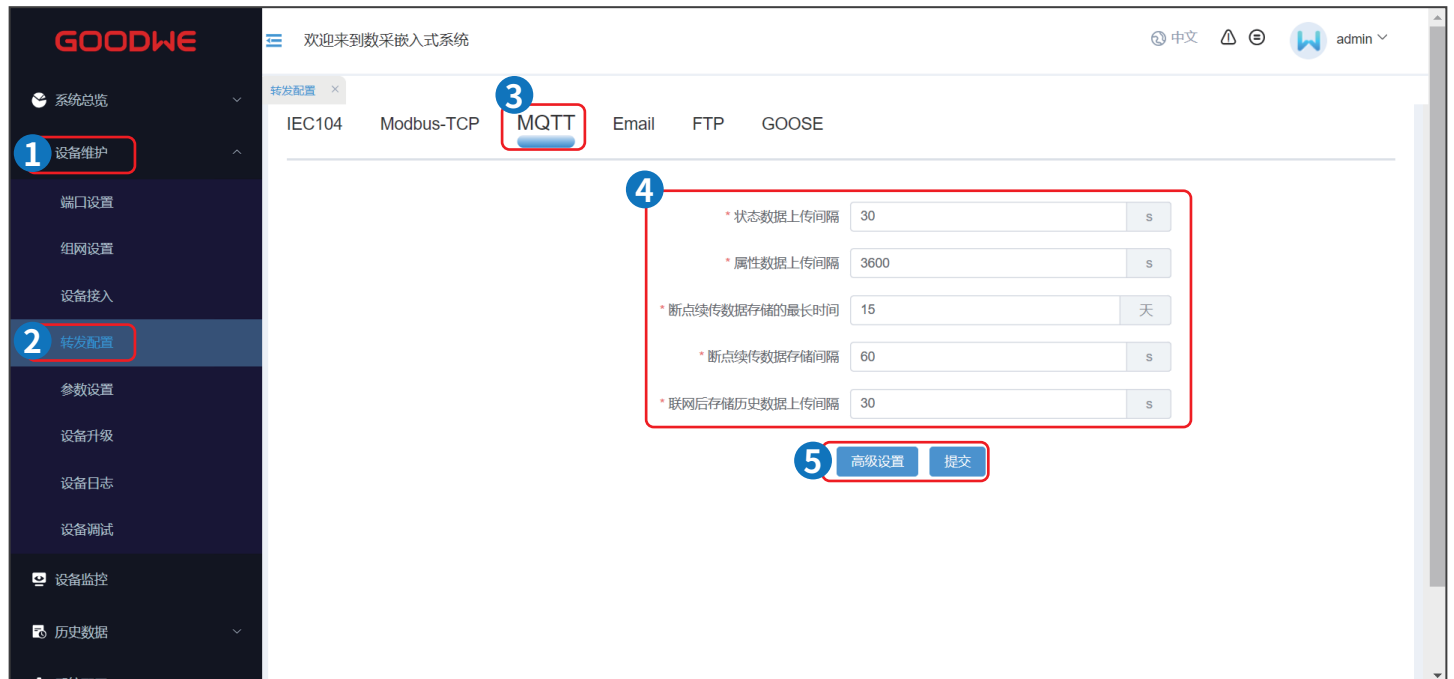 GOODWE
欢迎来到数采嵌入式系统
中文
admin
系统总览
转发配置 ×
3
IEC104 Modbus-TCP MQTT Email FTP GOOSE
1 设备维护
端口设置
组网设置
设备接入
2 转发配置
参数设置
设备升级
设备日志
设备调试
设备监控
历史数据
4
* 状态数据上传间隔 30 s
* 属性数据上传间隔 3600 s
* 断点续传数据存储的最长时间 15 天
* 断点续传数据存储间隔 60 s
* 联网后存储历史数据上传间隔 30 s
5 高级设置 提交